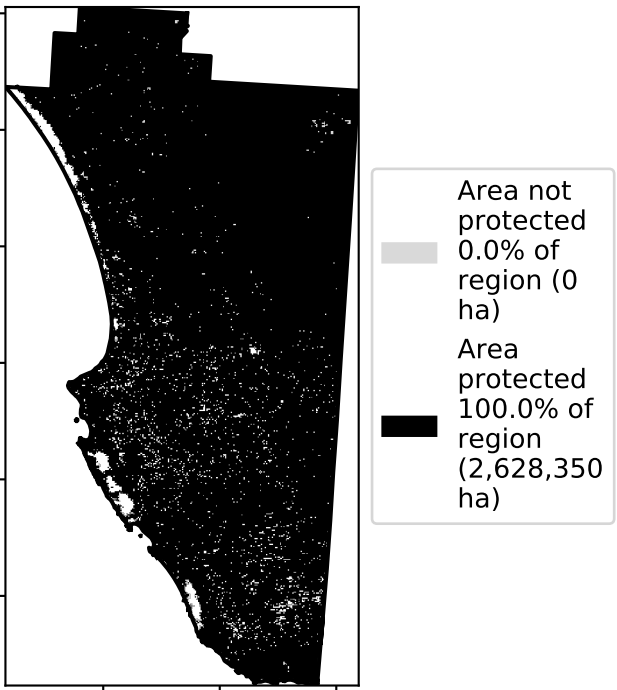 Area not
protected
0.0% of
region (0
ha)
Area
protected
100.0% of
region
(2,628,350
ha)